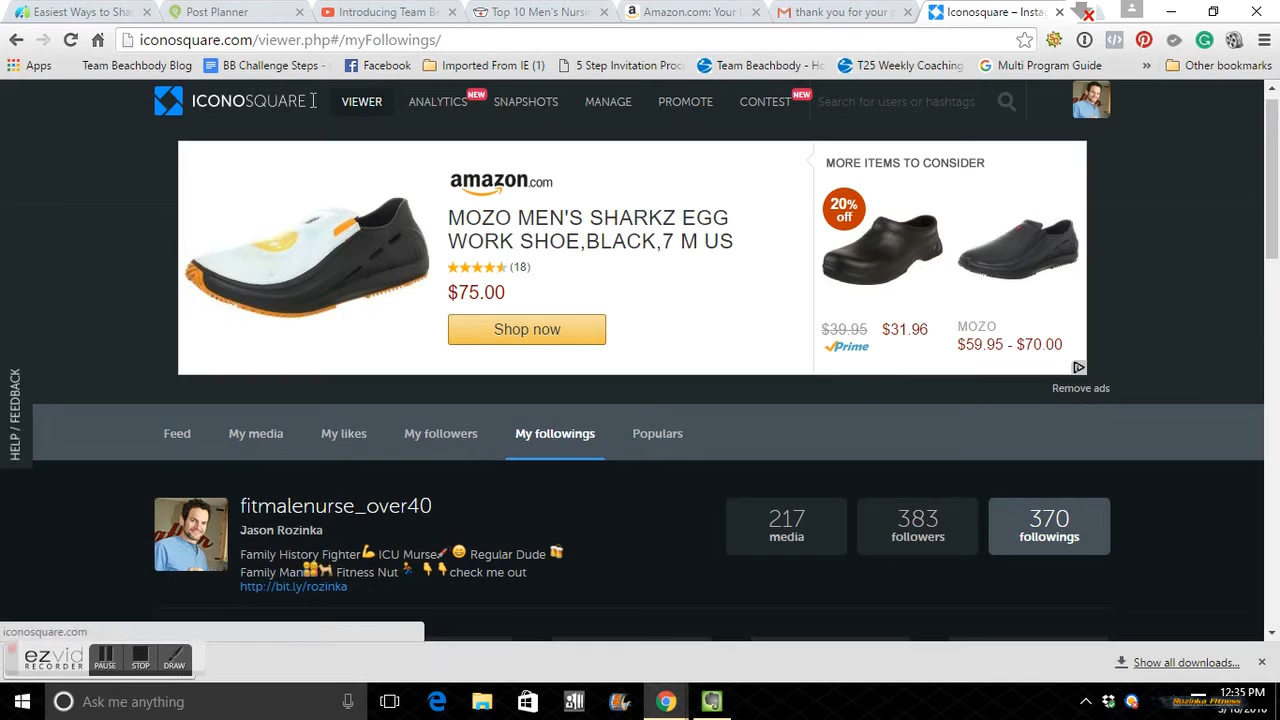 Easiest Ways to Sha
Post Planner
Introducing Team Be
Top 10 Men's Nursin
Amazon.com: Your L
thank you for your p
Iconosquare – Insta
iconosquare.com/viewer.php#/myFollowings/
Apps
Team Beachbody Blog
BB Challenge Steps -
Facebook
Imported From IE (1)
5 Step Invitation Proc
Team Beachbody - Ho
T25 Weekly Coaching
Multi Program Guide
»
Other bookmarks
ICONOSQUARE
VIEWER
ANALYTICS
NEW
SNAPSHOTS
MANAGE
PROMOTE
CONTEST
NEW
Search for users or hashtags
amazon.com
MOZO MEN'S SHARKZ EGG
WORK SHOE,BLACK,7 M US
(18)
$75.00
Shop now
MORE ITEMS TO CONSIDER
20%
off
$39.95 $31.96
Prime
MOZO
$59.95 - $70.00
Remove ads
HELP / FEEDBACK
Feed
My media
My likes
My followers
My followings
Populars
fitmalenurse_over40
Jason Rozinka
Family History Fighter💪 ICU Murse💉 😄 Regular Dude 🍻
Family Man👨‍👩‍👧‍👦🐕 Fitness Nut 🏃 👇👇check me out
http://bit.ly/rozinka
217
media
383
followers
370
followings
iconosquare.com
ezvid
RECORDER
PAUSE
STOP
DRAW
Show all downloads...
Ask me anything
12:35 PM
Rozinka Fitness